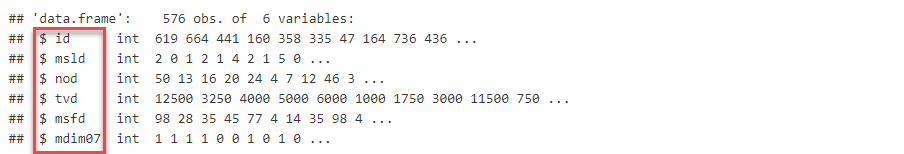 ## 'data.frame':    576 obs. of  6 variables:
##  $ id      int  619 664 441 160 358 335 47 164 736 436 ...
##  $ msld    int  2 0 1 2 1 4 2 1 5 0 ...
##  $ nod     int  50 13 16 20 24 4 7 12 46 3 ...
##  $ tvd     int  12500 3250 4000 5000 6000 1000 1750 3000 11500 750 ...
##  $ msfd    int  98 28 35 45 77 4 14 35 98 4 ...
##  $ mdim07  int  1 1 1 1 0 0 1 0 1 0 ...